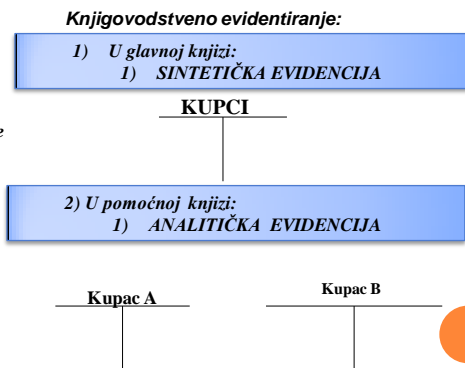 Knjigovodstveno evidentiranje:
1) U glavnoj knjizi:
1) SINTETIČKA EVIDENCIJA
KUPCI
e
2) U pomoćnoj knjizi:
1) ANALITIČKA EVIDENCIJA
Kupac A
Kupac B